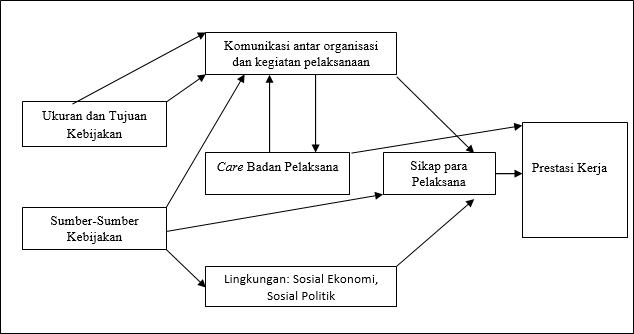 Komunikasi antar organisasi
dan kegiatan pelaksanaan
Ukuran dan Tujuan
Kebijakan
Care Badan Pelaksana
Sikap para
Pelaksana
Prestasi Kerja
Sumber-Sumber
Kebijakan
Lingkungan: Sosial Ekonomi,
Sosial Politik